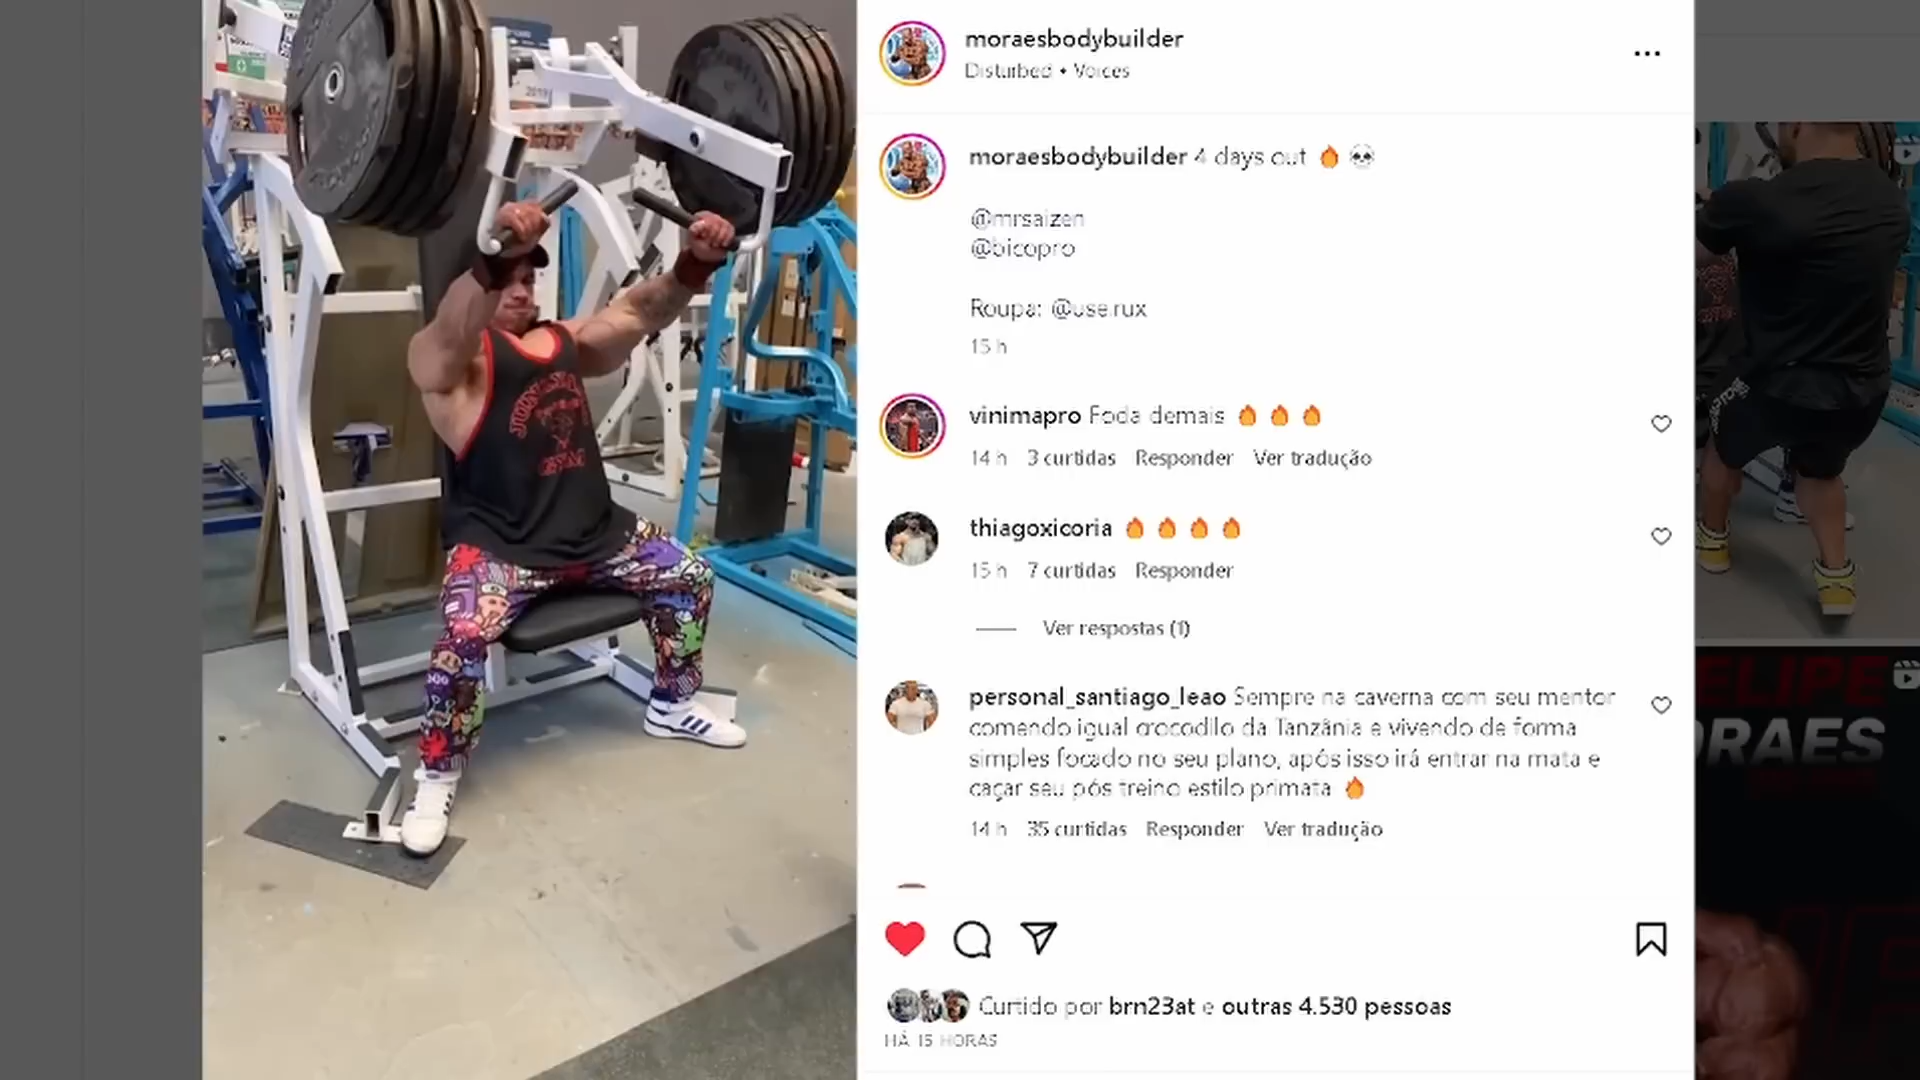 moraesbodybuilder
Disturbed • Voices
moraesbodybuilder 4 days out 🔥 💀
@mrsaizen
@bicopro
Roupa: @use.rux
15 h
vinimapro Foda demais 🔥 🔥 🔥
14 h 3 curtidas Responder Ver tradução
thiagoxicoria 🔥 🔥 🔥 🔥
15 h 7 curtidas Responder
Ver respostas (1)
personal_santiago_leao Sempre na caverna com seu mentor
comendo igual crocodilo da Tanzânia e vivendo de forma
simples focado no seu plano, após isso irá entrar na mata e
caçar seu pós treino estilo primata 🔥
14 h 35 curtidas Responder Ver tradução
Curtido por brn23at e outras 4.530 pessoas
HÁ 15 HORAS
2019
GYM
ELIPE
ORAES